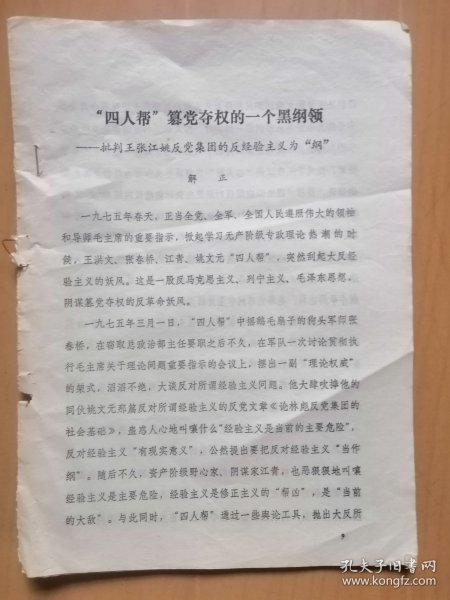 “四人帮”篡党夺权的一个黑纲领
——批判王张江姚反党集团的反经验主义为“纲”
解 正
一九七五年春天，正当全党、全军、全国人民遵照伟大的领袖
和导师毛主席的重要指示，掀起学习无产阶级专政理论热潮的时
候，王洪文、张春桥、江青、姚文元“四人帮”，突然刮起大反经
验主义的妖风。这是一股反马克思主义、列宁主义、毛泽东思想，
阴谋篡党夺权的反革命妖风。
一九七五年三月一日，“四人帮”中摇鹅毛扇子的狗头军师张
春桥，在窃取总政治部主任要职之后不久，在军队一次讨论贯彻执
行毛主席关于理论问题重要指示的会议上，摆出一副“理论权威”
的架式，滔滔不绝，大谈反对所谓经验主义问题。他大肆吹捧他的
同伙姚文元那篇反对所谓经验主义的反党文章《论林彪反党集团的
社会基础》，蛊惑人心地叫嚷什么“经验主义是当前的主要危险”，
反对经验主义“有现实意义”，公然提出要把反对经验主义“当作
纲”。随后不久，资产阶级野心家、阴谋家江青，也恶狠狠地叫嚷
经验主义是主要危险，经验主义是修正主义的“帮凶”，是“当前
的大敌”。与此同时，“四人帮”通过一些舆论工具，抛出大反所
9
孔夫子旧书网
www.kongfz.com